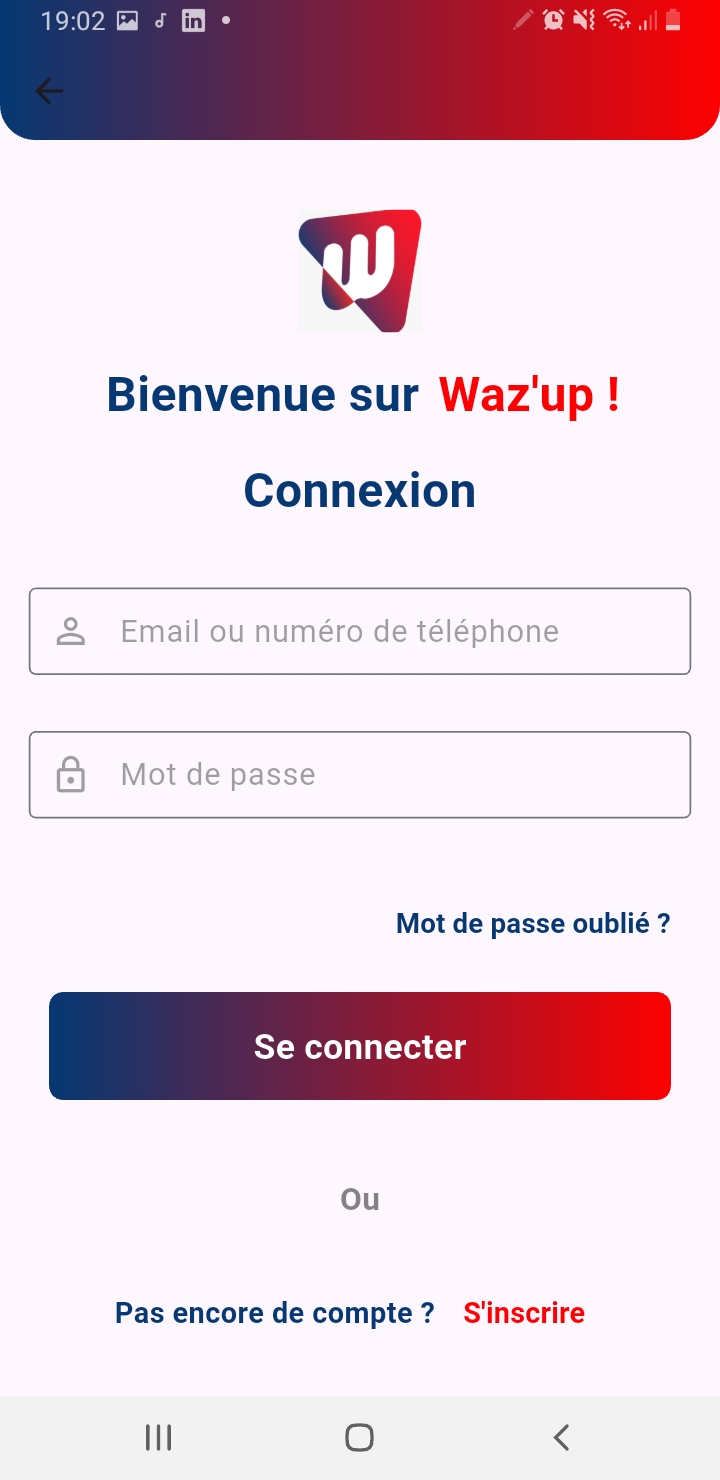 19:02
Bienvenue sur Waz'up !
Connexion
Email ou numéro de téléphone
Mot de passe
Mot de passe oublié ?
Se connecter
Ou
Pas encore de compte ? S'inscrire